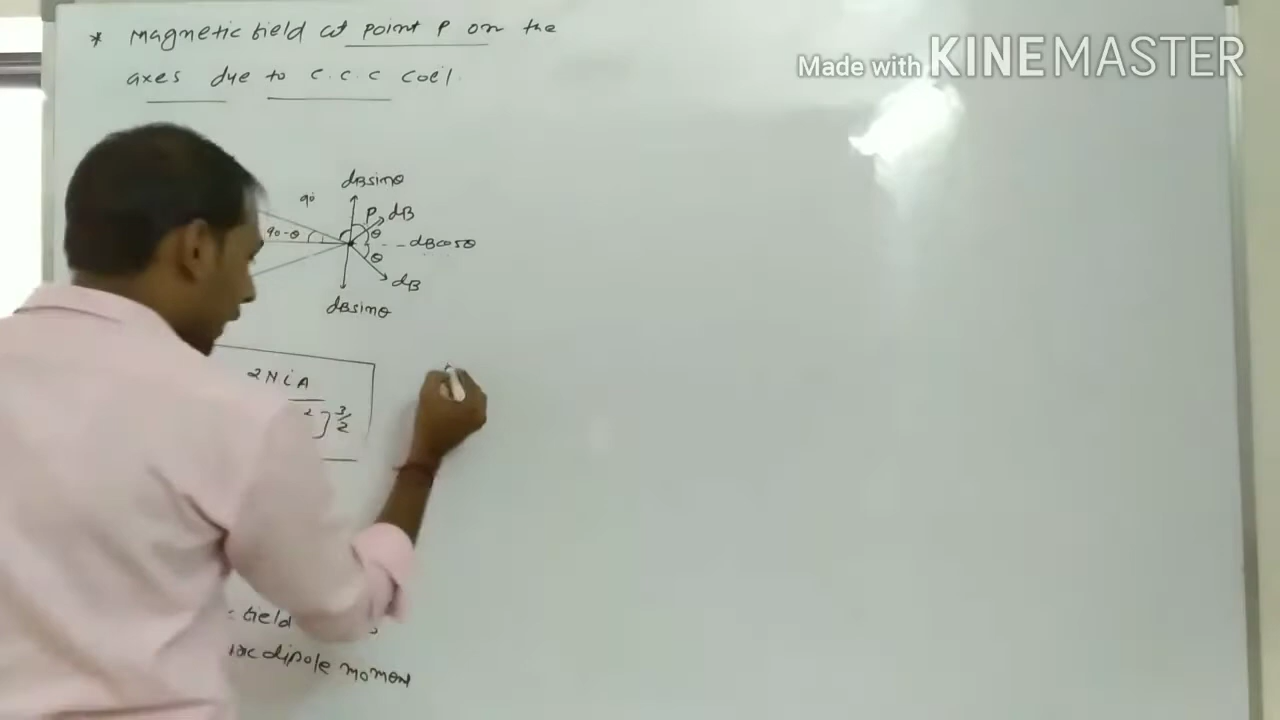 * Magnetic field at point P on the
axes due to C.C.C Coil.
Made with KINEMASTER
dBsinθ
90°
P dB
90-θ
θ
dBcosθ
θ
dB
dBsinθ
2NiA
2 } 3/2
field
dipole moment